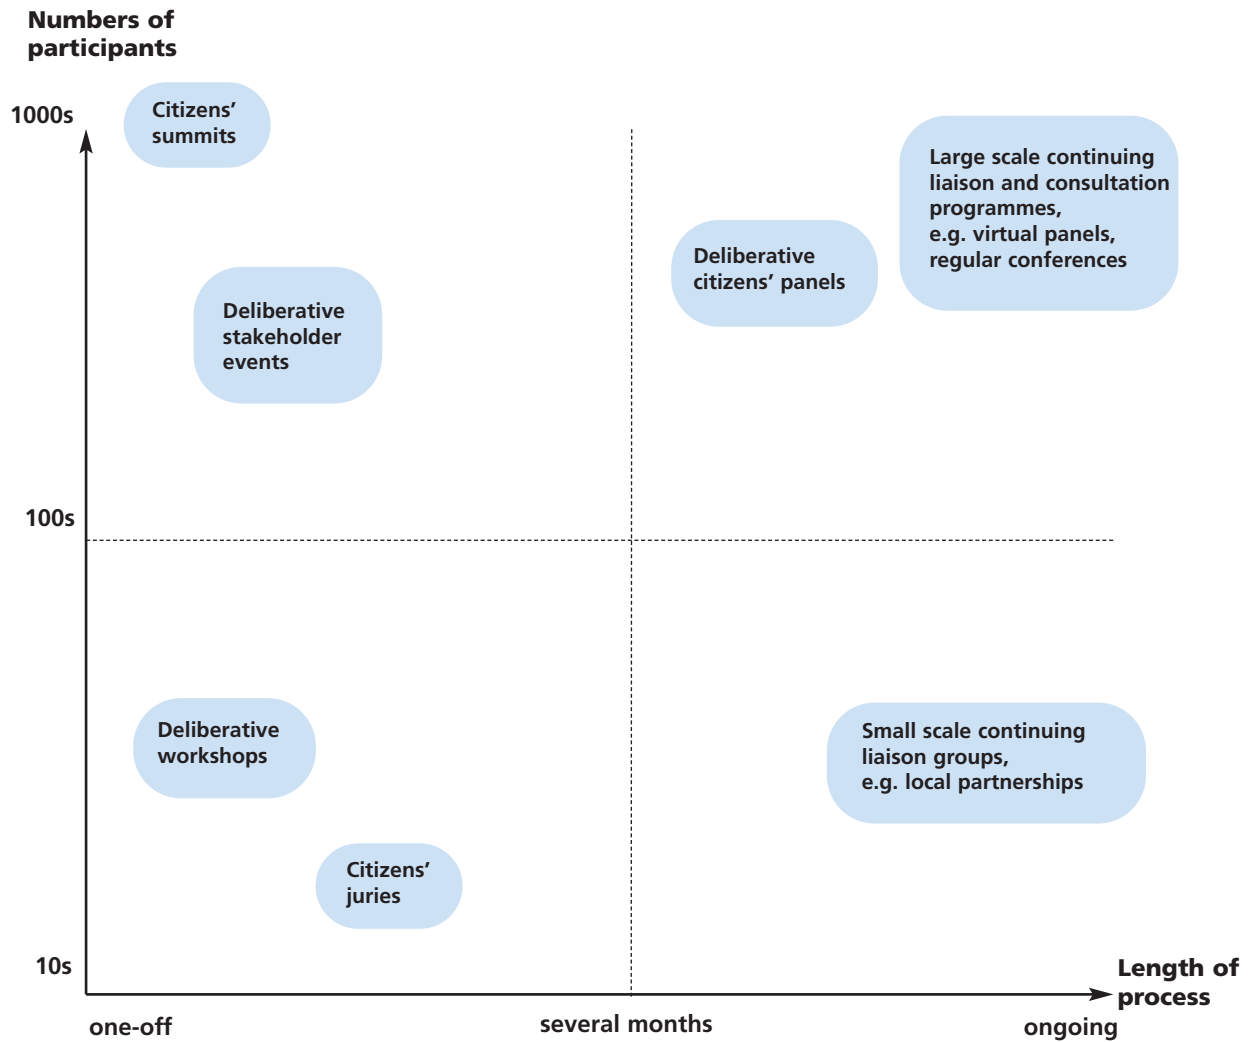 Numbers of
participants
1000s
Citizens’
summits
Large scale continuing
liaison and consultation
programmes,
e.g. virtual panels,
regular conferences
Deliberative
citizens’ panels
Deliberative
stakeholder
events
100s
Deliberative
workshops
Small scale continuing
liaison groups,
e.g. local partnerships
Citizens’
juries
10s
Length of
process
one-off
several months
ongoing